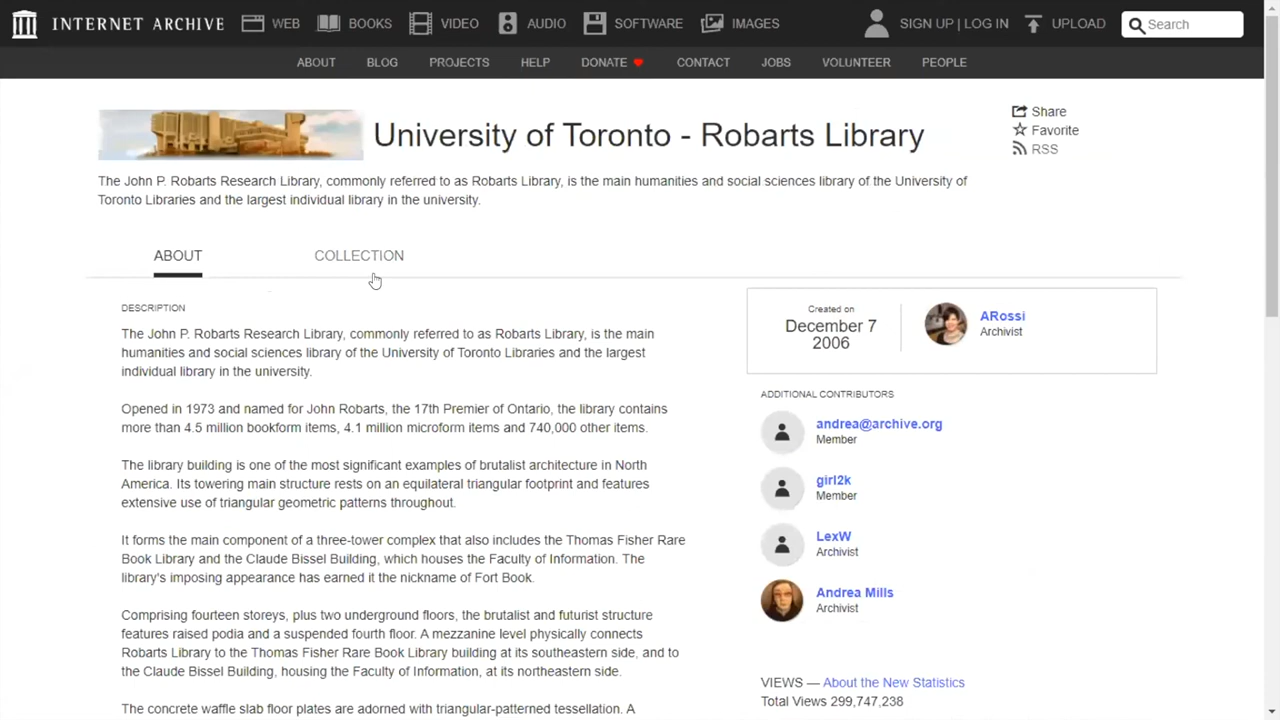 INTERNET ARCHIVE WEB BOOKS VIDEO AUDIO SOFTWARE IMAGES SIGN UP | LOG IN UPLOAD Search
ABOUT BLOG PROJECTS HELP DONATE CONTACT JOBS VOLUNTEER PEOPLE
University of Toronto - Robarts Library
Share
Favorite
RSS
The John P. Robarts Research Library, commonly referred to as Robarts Library, is the main humanities and social sciences library of the University of
Toronto Libraries and the largest individual library in the university.
ABOUT COLLECTION
DESCRIPTION
The John P. Robarts Research Library, commonly referred to as Robarts Library, is the main
humanities and social sciences library of the University of Toronto Libraries and the largest
individual library in the university.
Opened in 1973 and named for John Robarts, the 17th Premier of Ontario, the library contains
more than 4.5 million bookform items, 4.1 million microform items and 740,000 other items.
The library building is one of the most significant examples of brutalist architecture in North
America. Its towering main structure rests on an equilateral triangular footprint and features
extensive use of triangular geometric patterns throughout.
It forms the main component of a three-tower complex that also includes the Thomas Fisher Rare
Book Library and the Claude Bissel Building, which houses the Faculty of Information. The
library's imposing appearance has earned it the nickname of Fort Book.
Comprising fourteen storeys, plus two underground floors, the brutalist and futurist structure
features raised podia and a suspended fourth floor. A mezzanine level physically connects
Robarts Library to the Thomas Fisher Rare Book Library building at its southeastern side, and to
the Claude Bissel Building, housing the Faculty of Information, at its northeastern side.
The concrete waffle slab floor plates are adorned with triangular-patterned tessellation. A
Created on
December 7
2006
ARossi
Archivist
ADDITIONAL CONTRIBUTORS
andrea@archive.org
Member
girl2k
Member
LexW
Archivist
Andrea Mills
Archivist
VIEWS — About the New Statistics
Total Views 299,747,238